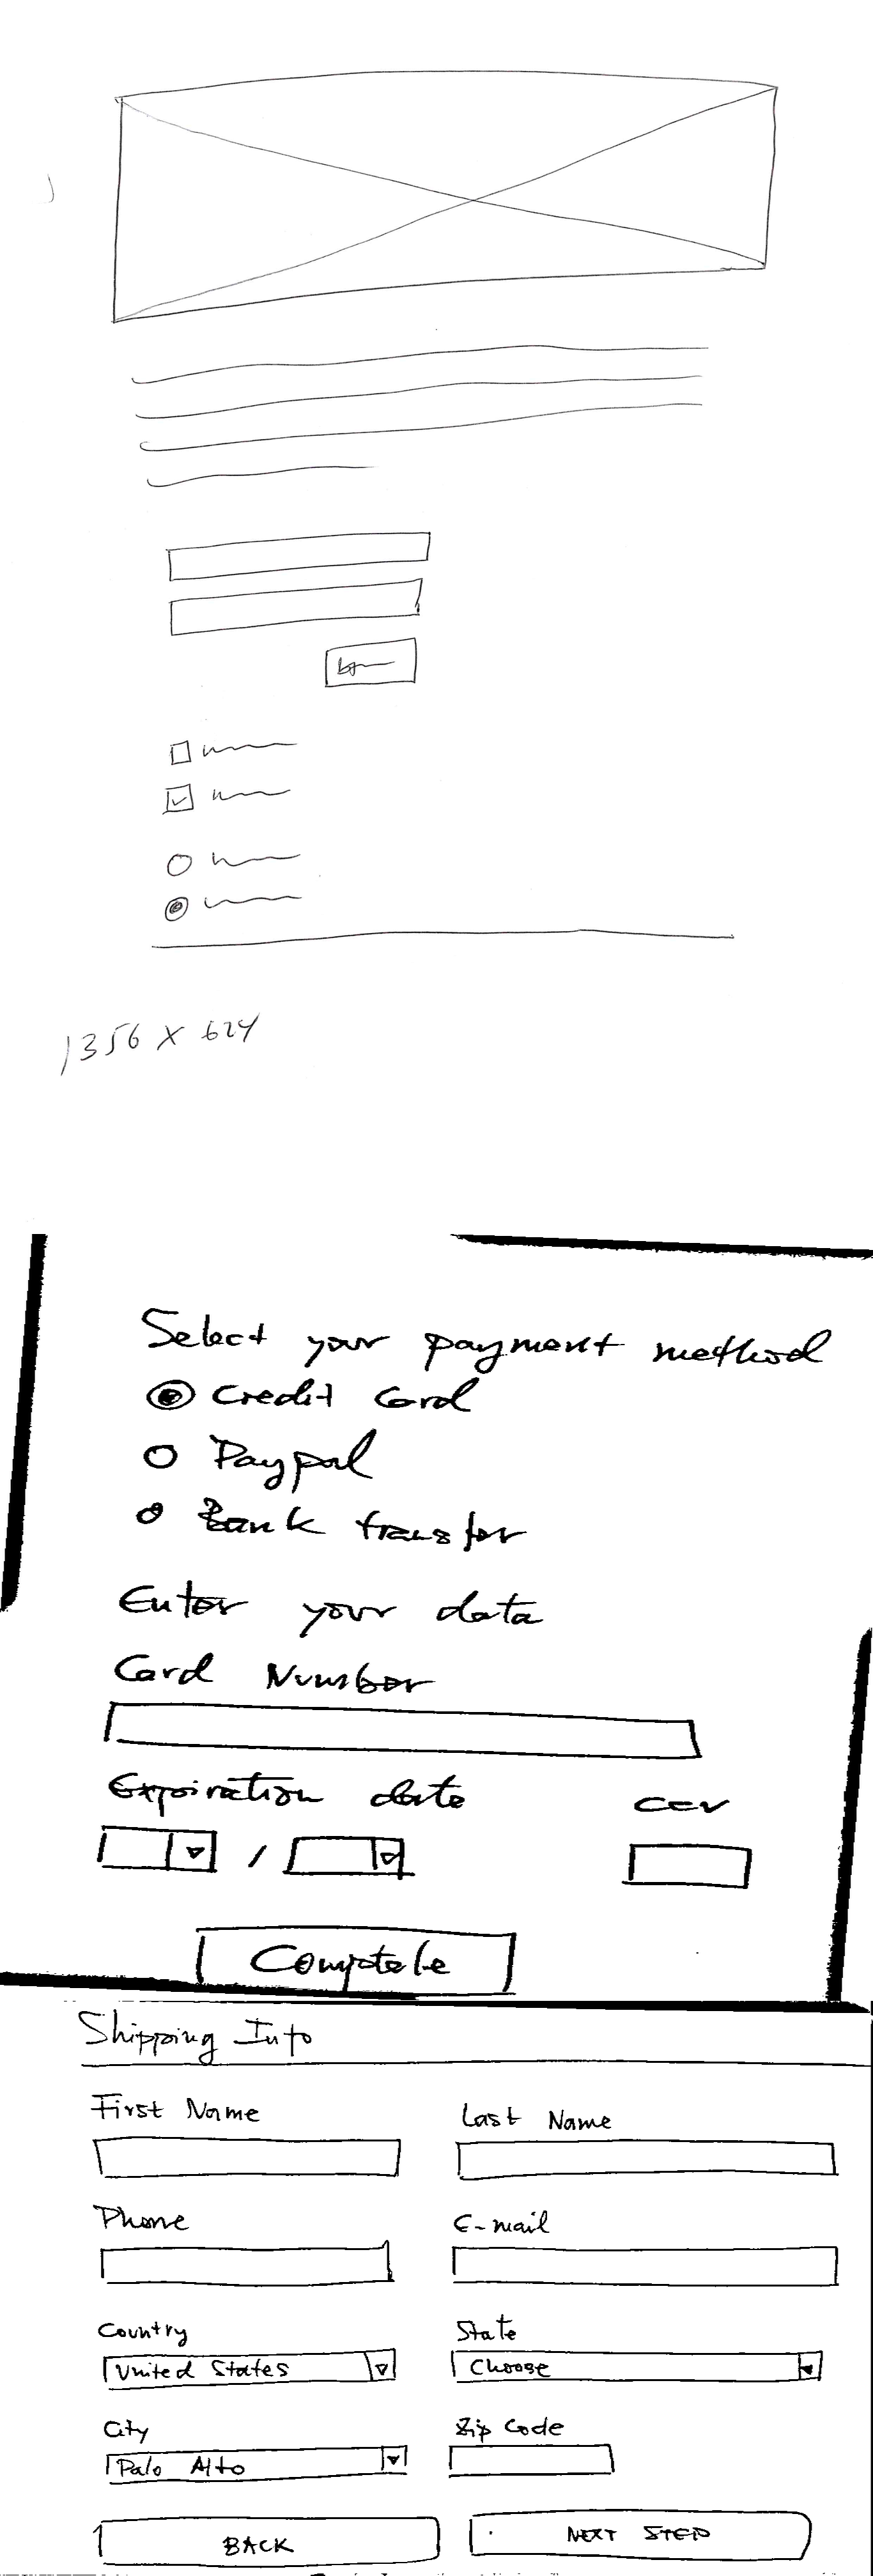 1356 x 624
Select your payment method
Credit Card
Paypal
Bank transfer
Enter your data
Card Number
Expiration date
CCV
/
Complete
Shipping Info
First Name
Last Name
Phone
E-mail
Country
State
United States
Choose
City
Zip Code
Palo Alto
BACK
NEXT STEP